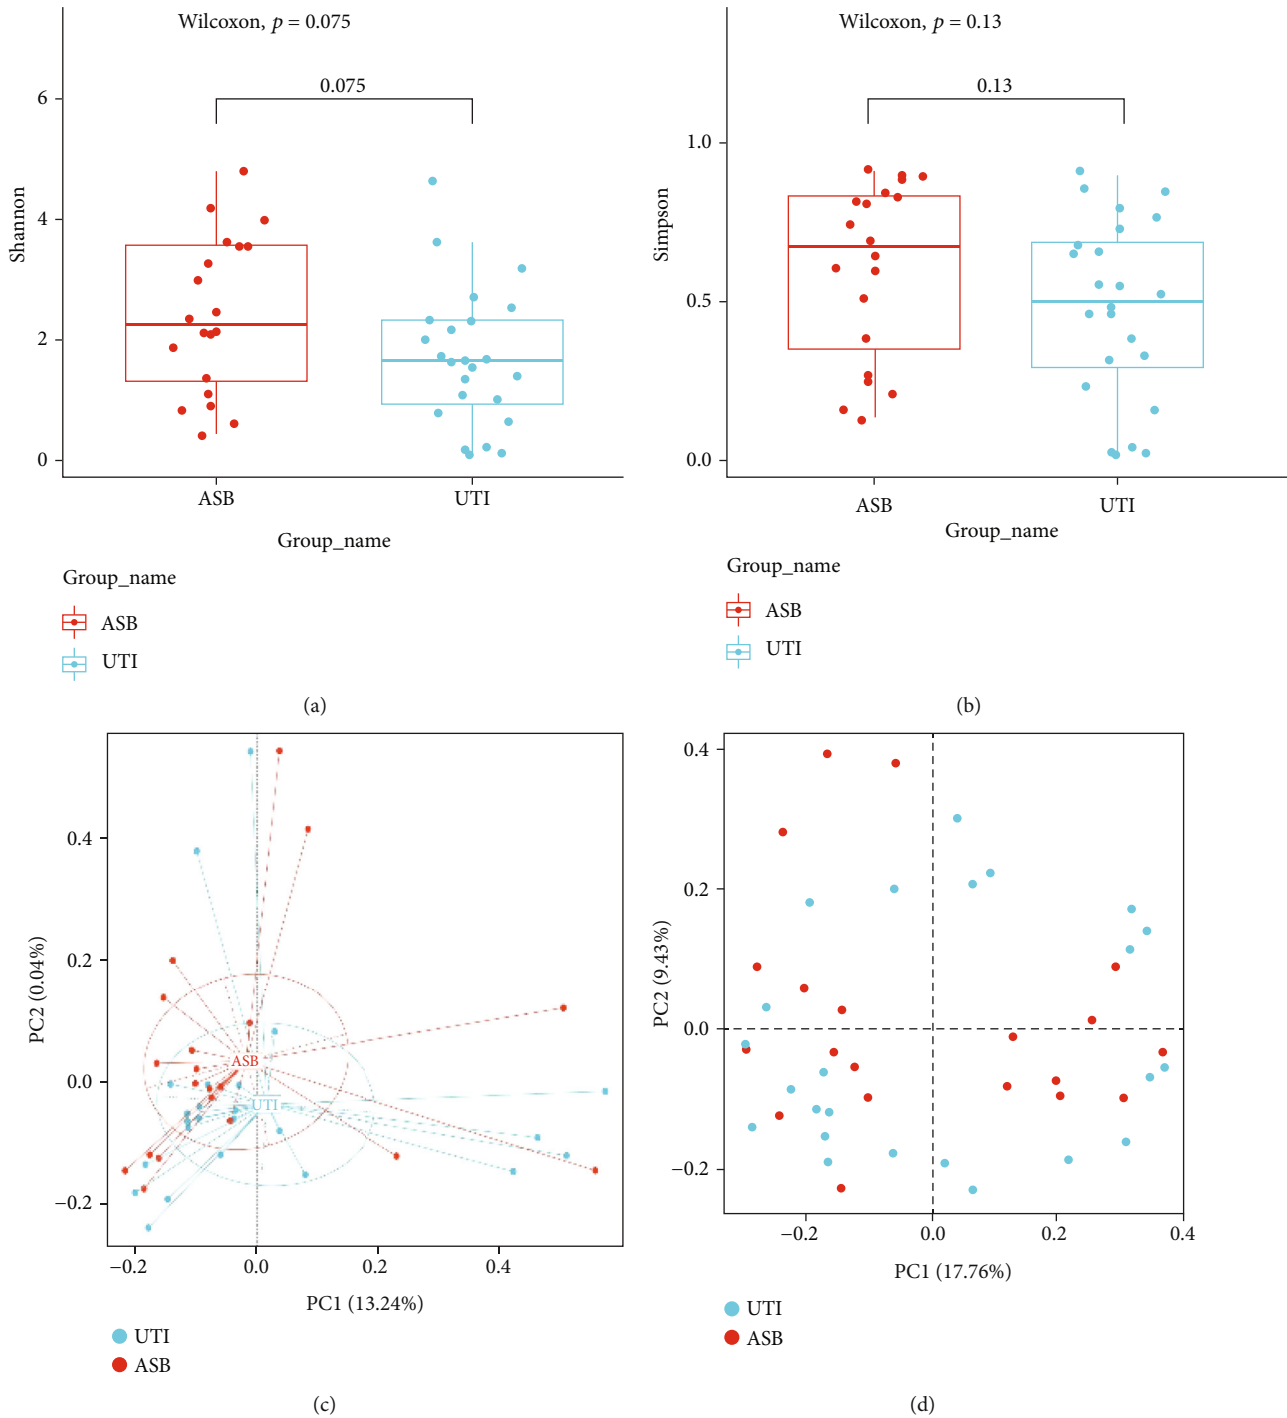 Wilcoxon, p = 0.075
0.075
6
4
2
0
Shannon
ASB
UTI
Group_name
Group_name
ASB
UTI
(a)
Wilcoxon, p = 0.13
0.13
1.0
0.5
0.0
Simpson
ASB
UTI
Group_name
Group_name
ASB
UTI
(b)
0.4
0.2
0.0
−0.2
PC2 (0.04%)
ASB
UTI
−0.2
0.0
0.2
0.4
PC1 (13.24%)
UTI
ASB
(c)
0.4
0.2
0.0
−0.2
PC2 (9.43%)
−0.2
0.0
0.2
0.4
PC1 (17.76%)
UTI
ASB
(d)